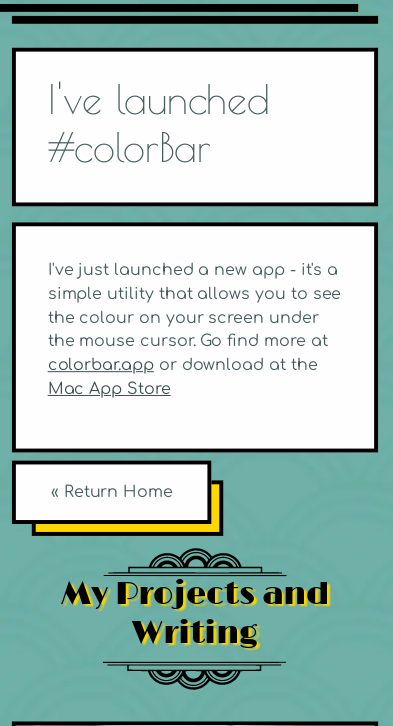 I've launched
#colorBar
I've just launched a new app - it's a
simple utility that allows you to see
the colour on your screen under
the mouse cursor. Go find more at
colorbar.app or download at the
Mac App Store
« Return Home
My Projects and
Writing